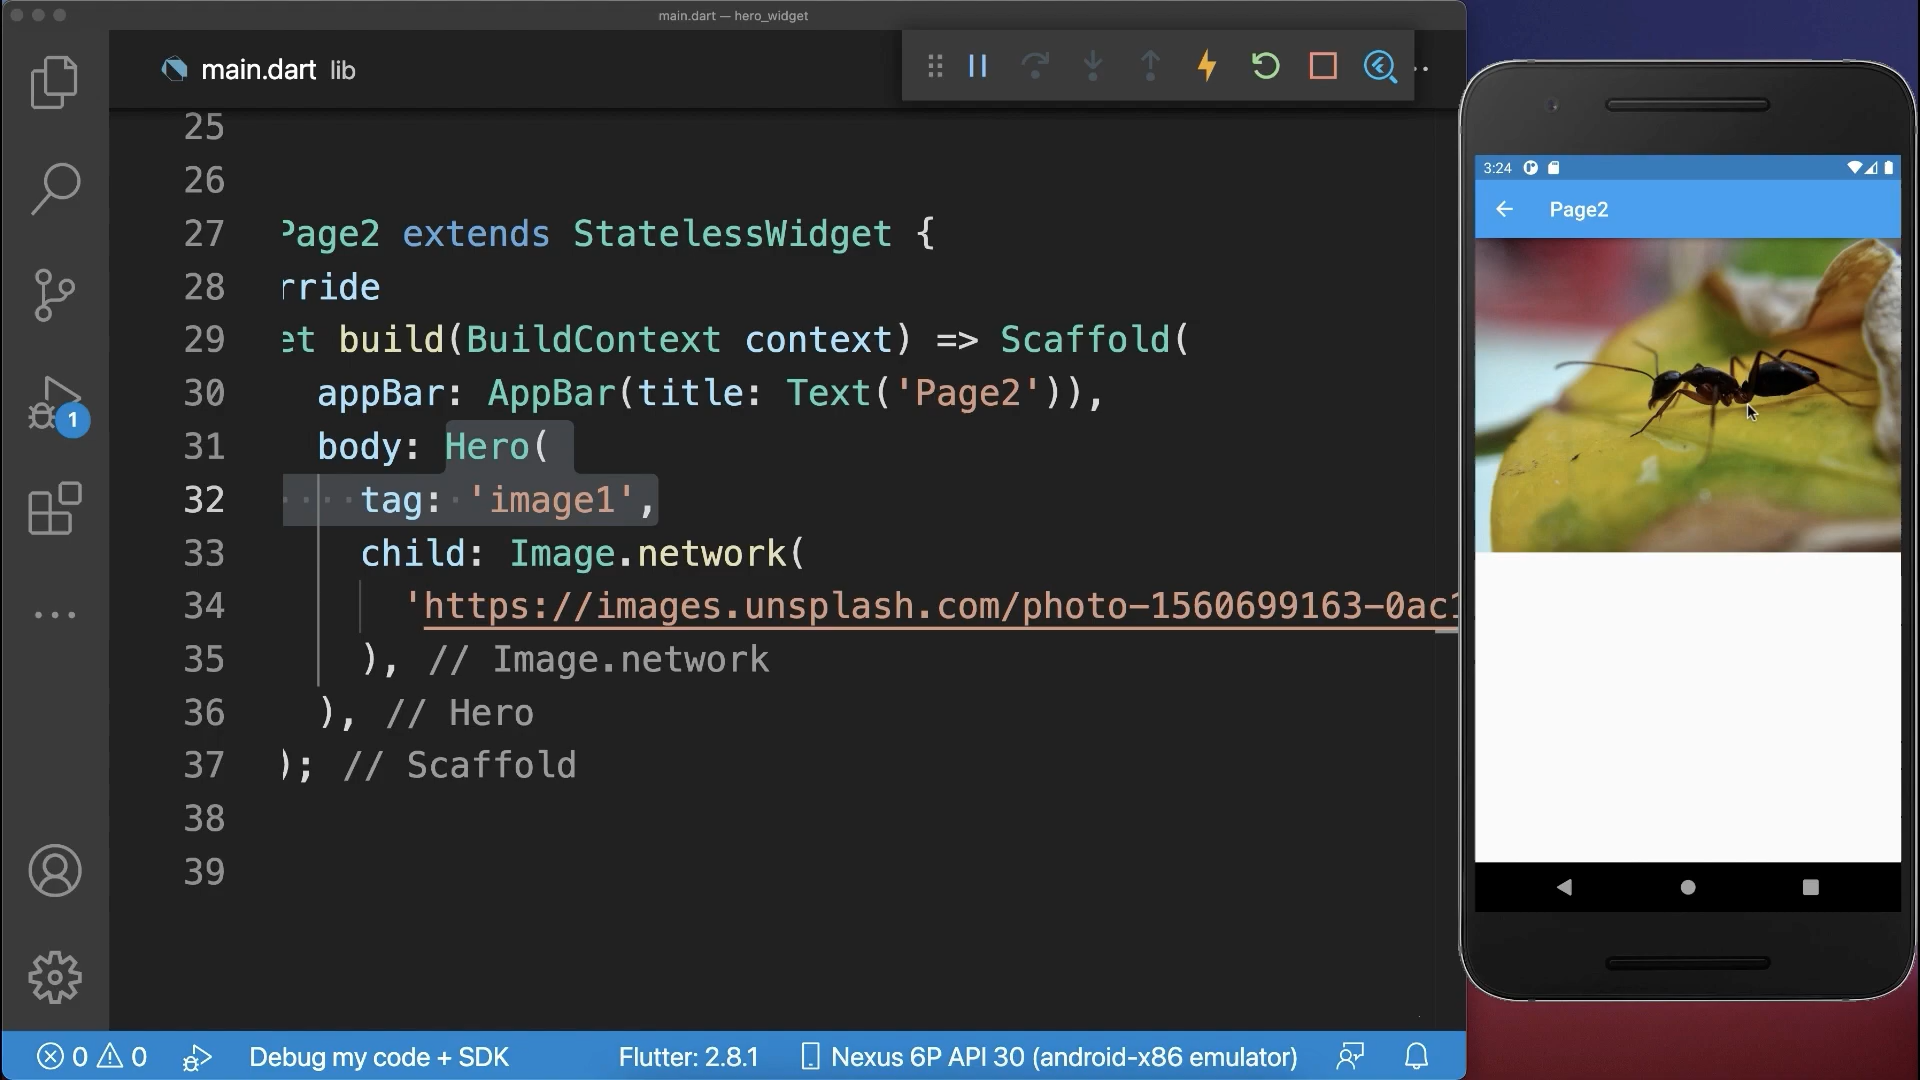 main.dart — hero_widget
main.dart lib
25
26
27 Page2 extends StatelessWidget {
28 rride
29 et build(BuildContext context) => Scaffold(
30 appBar: AppBar(title: Text('Page2')),
31 body: Hero(
32 tag: 'image1',
33 child: Image.network(
34 'https://images.unsplash.com/photo-1560699163-0ac1
35 ), // Image.network
36 ), // Hero
37 ); // Scaffold
38
39
1
0 0 Debug my code + SDK Flutter: 2.8.1 Nexus 6P API 30 (android-x86 emulator)
3:24
Page2